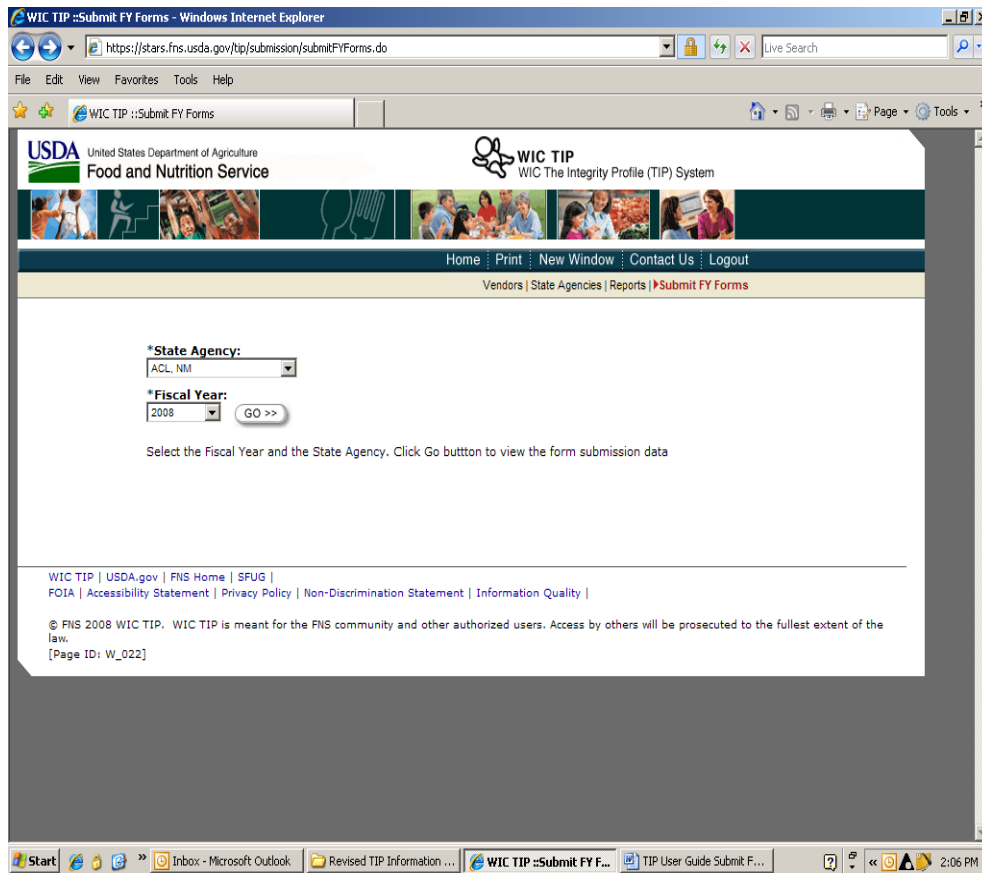 WIC TIP ::Submit FY Forms - Windows Internet Explorer
https://stars.fns.usda.gov/tip/submission/submitFYForms.do
Live Search
File Edit View Favorites Tools Help
WIC TIP ::Submit FY Forms
Page Tools
USDA United States Department of Agriculture
Food and Nutrition Service
WIC TIP
WIC The Integrity Profile (TIP) System
Home Print New Window Contact Us Logout
Vendors | State Agencies | Reports | Submit FY Forms
*State Agency:
ACL, NM
*Fiscal Year:
2008 GO >>
Select the Fiscal Year and the State Agency. Click Go buttton to view the form submission data
WIC TIP | USDA.gov | FNS Home | SFUG |
FOIA | Accessibility Statement | Privacy Policy | Non-Discrimination Statement | Information Quality |
© FNS 2008 WIC TIP. WIC TIP is meant for the FNS community and other authorized users. Access by others will be prosecuted to the fullest extent of the
law.
[Page ID: W_022]
Start » Inbox - Microsoft Outlook Revised TIP Information ... WIC TIP ::Submit FY F... TIP User Guide Submit F... « 2:06 PM